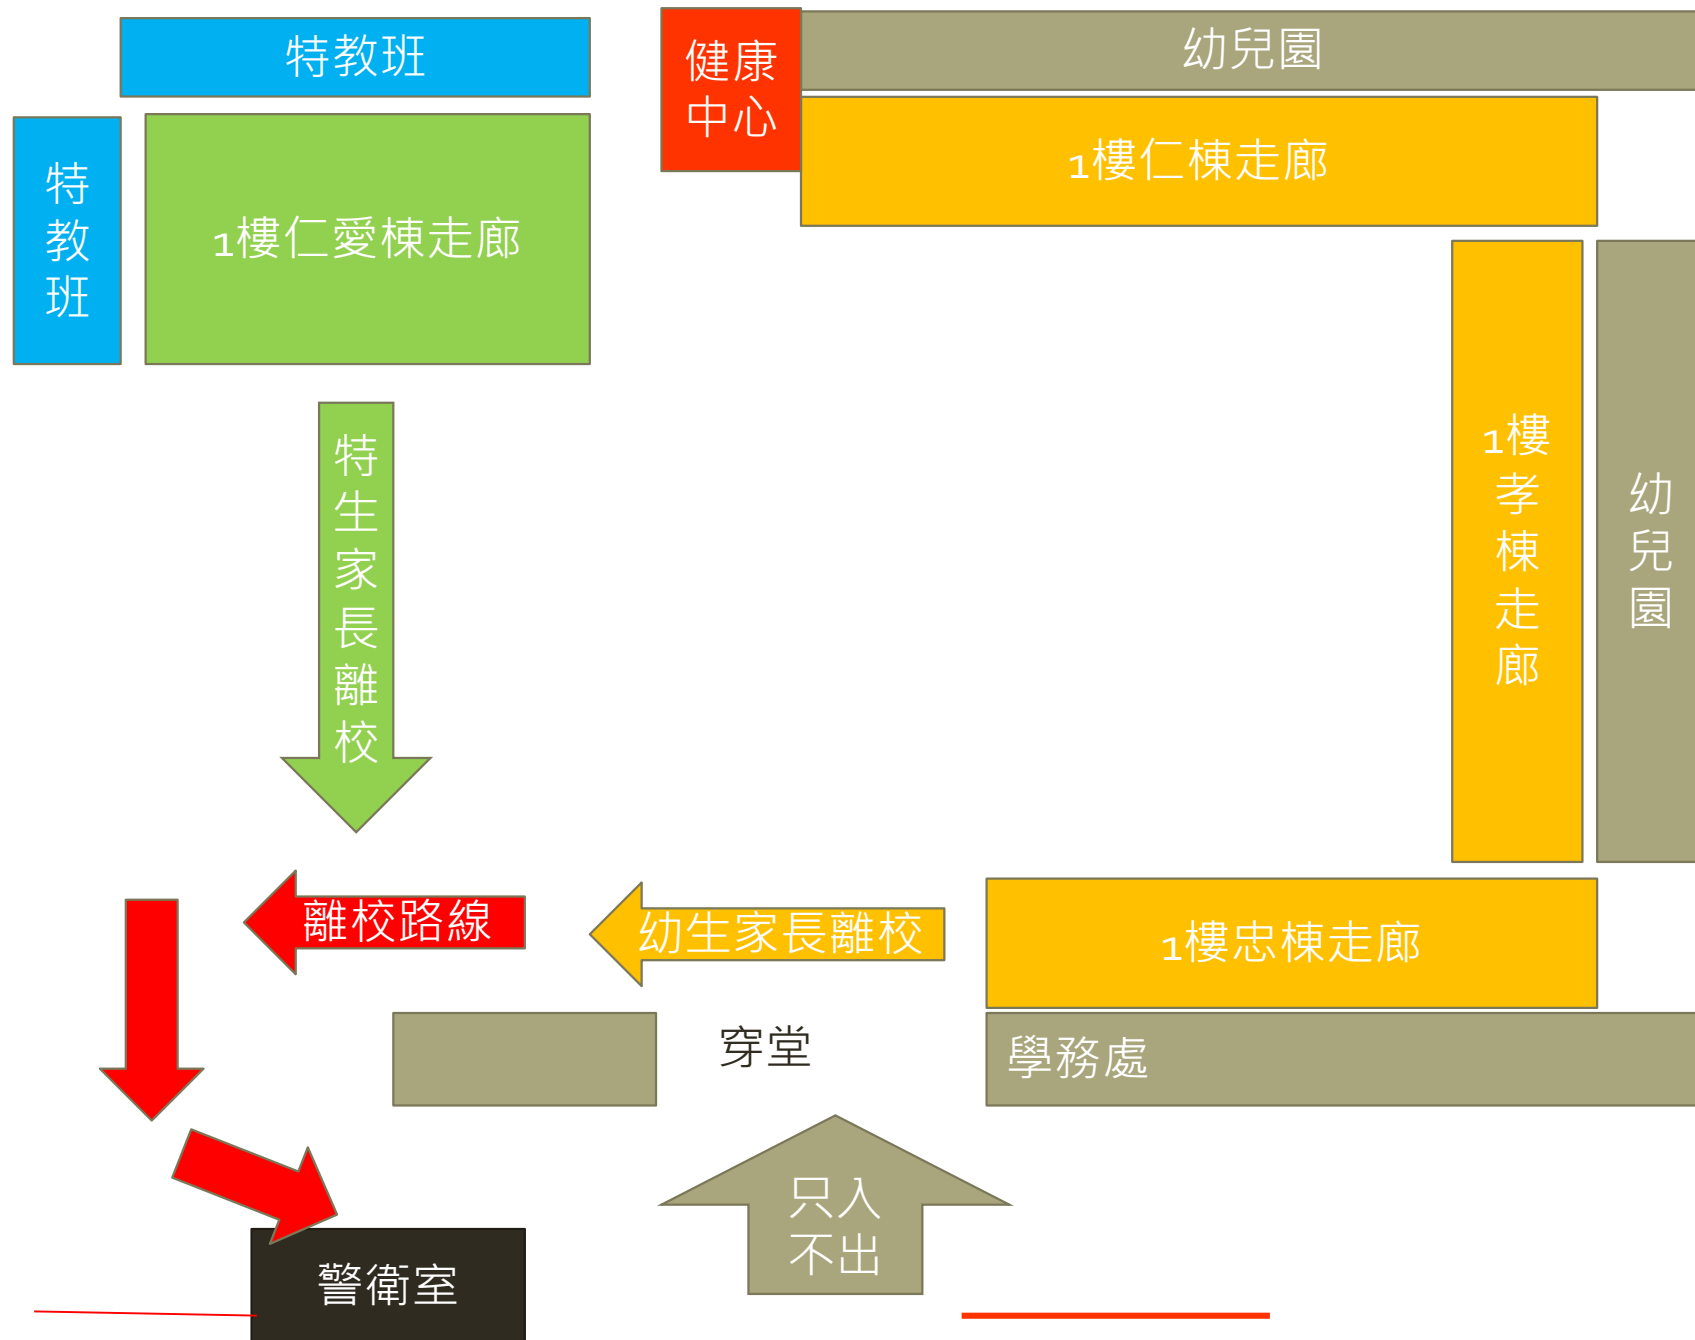 特教班
健康
中心
幼兒園
1樓仁棟走廊
特
教
班
1樓仁愛棟走廊
特
生
家
長
離
校
1樓
孝
棟
走
廊
幼
兒
園
離校路線
幼生家長離校
1樓忠棟走廊
穿堂
學務處
只入
不出
警衛室